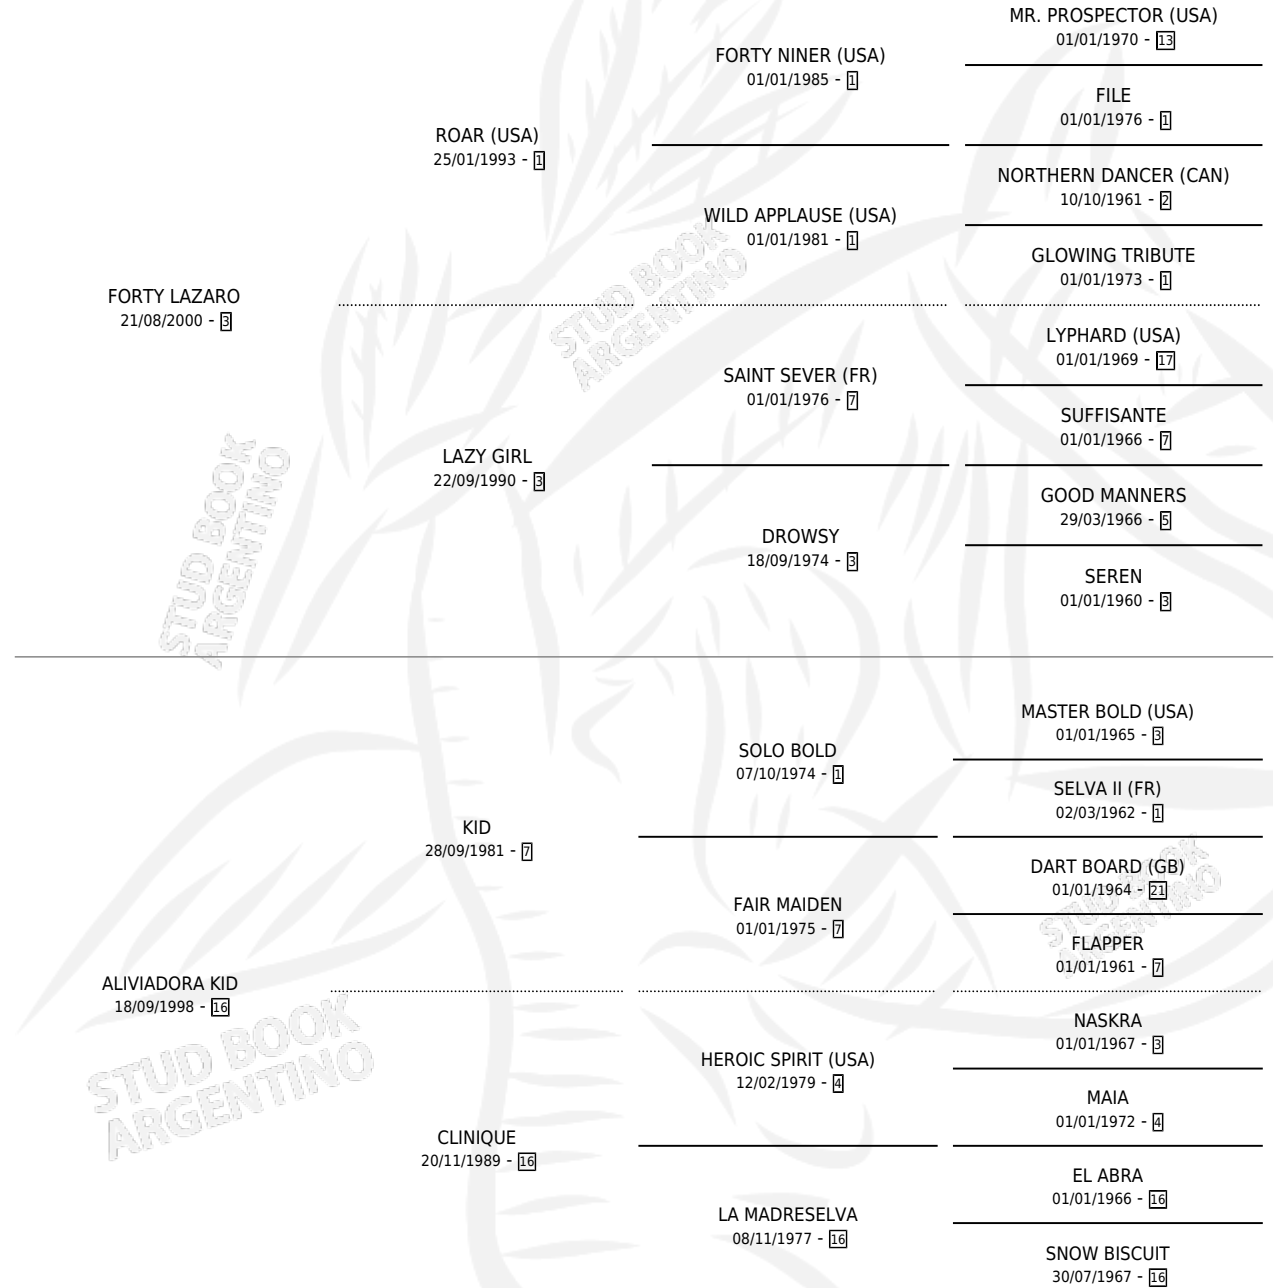 MR. PROSPECTOR (USA)
01/01/1970 - 13
FORTY NINER (USA)
01/01/1985 - 1
FILE
01/01/1976 - 1
ROAR (USA)
25/01/1993 - 1
NORTHERN DANCER (CAN)
10/10/1961 - 2
WILD APPLAUSE (USA)
01/01/1981 - 1
GLOWING TRIBUTE
01/01/1973 - 1
FORTY LAZARO
21/08/2000 - 3
LYPHARD (USA)
01/01/1969 - 17
SAINT SEVER (FR)
01/01/1976 - 7
SUFFISANTE
01/01/1966 - 7
LAZY GIRL
22/09/1990 - 3
GOOD MANNERS
29/03/1966 - 5
DROWSY
18/09/1974 - 3
SEREN
01/01/1960 - 3
STUD BOOK
ARGENTINO
STUD BOOK
ARGENTINO
MASTER BOLD (USA)
01/01/1965 - 3
SOLO BOLD
07/10/1974 - 1
SELVA II (FR)
02/03/1962 - 1
KID
28/09/1981 - 7
DART BOARD (GB)
01/01/1964 - 21
FAIR MAIDEN
01/01/1975 - 7
FLAPPER
01/01/1961 - 7
STUD BOOK
ARGENTINO
ALIVIADORA KID
18/09/1998 - 16
NASKRA
01/01/1967 - 3
HEROIC SPIRIT (USA)
12/02/1979 - 4
MAIA
01/01/1972 - 4
CLINIQUE
20/11/1989 - 16
EL ABRA
01/01/1966 - 16
LA MADRESELVA
08/11/1977 - 16
SNOW BISCUIT
30/07/1967 - 16
STUD BOOK
ARGENTINO